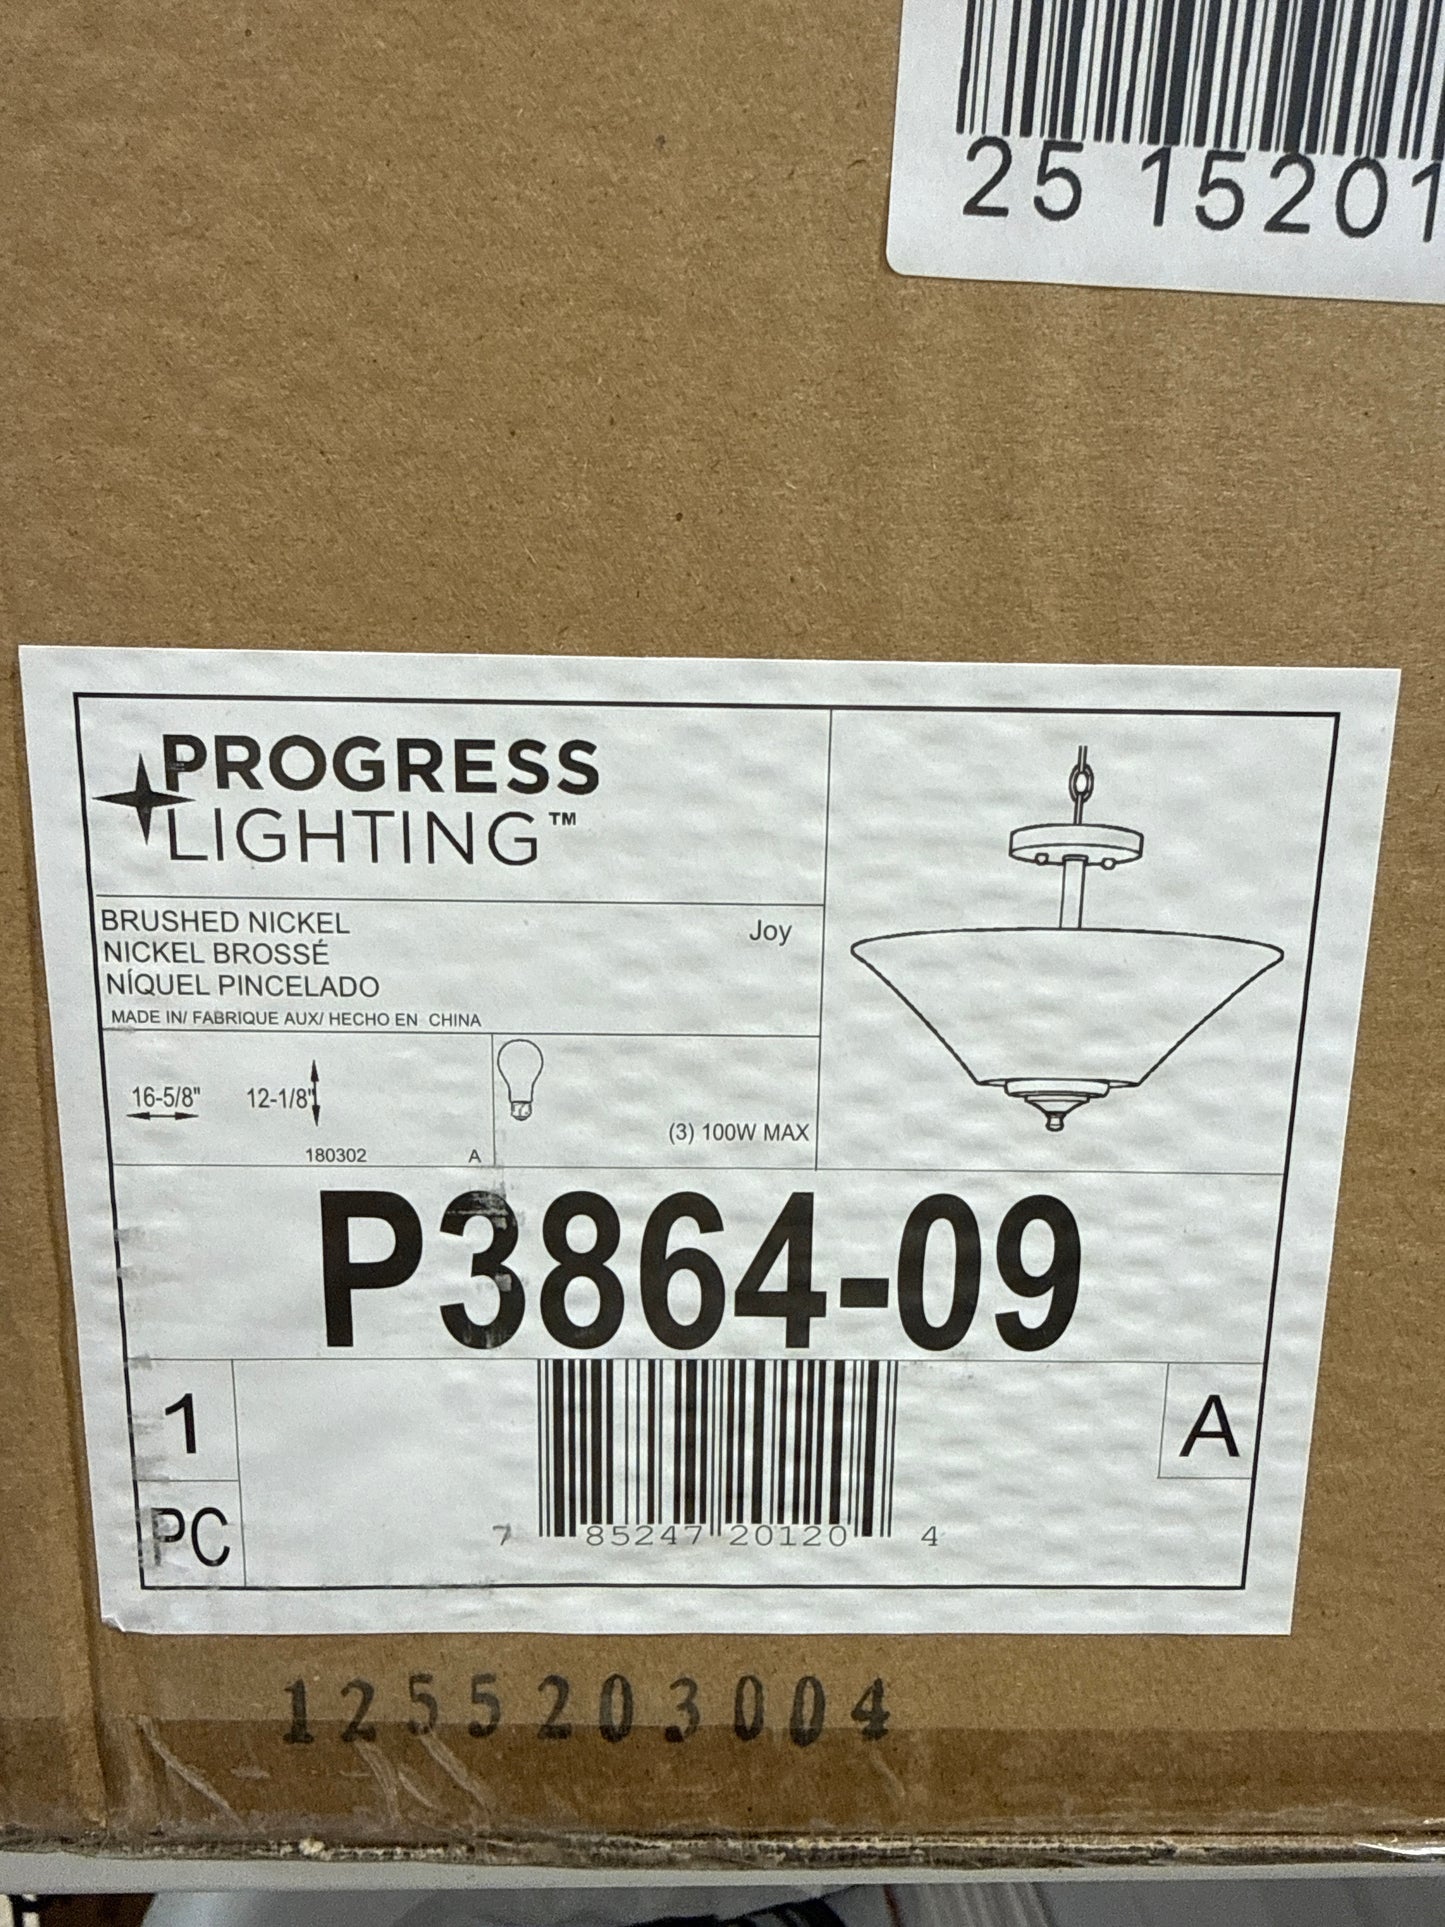 25 15201
PROGRESS
LIGHTING™
BRUSHED NICKEL
Joy
NICKEL BROSSÉ
NÍQUEL PINCELADO
MADE IN/ FABRIQUE AUX/ HECHO EN CHINA
16-5/8"
12-1/8"
(3) 100W MAX
180302
A
P3864-09
1
PC
A
7 85247 20120 4
1255203004